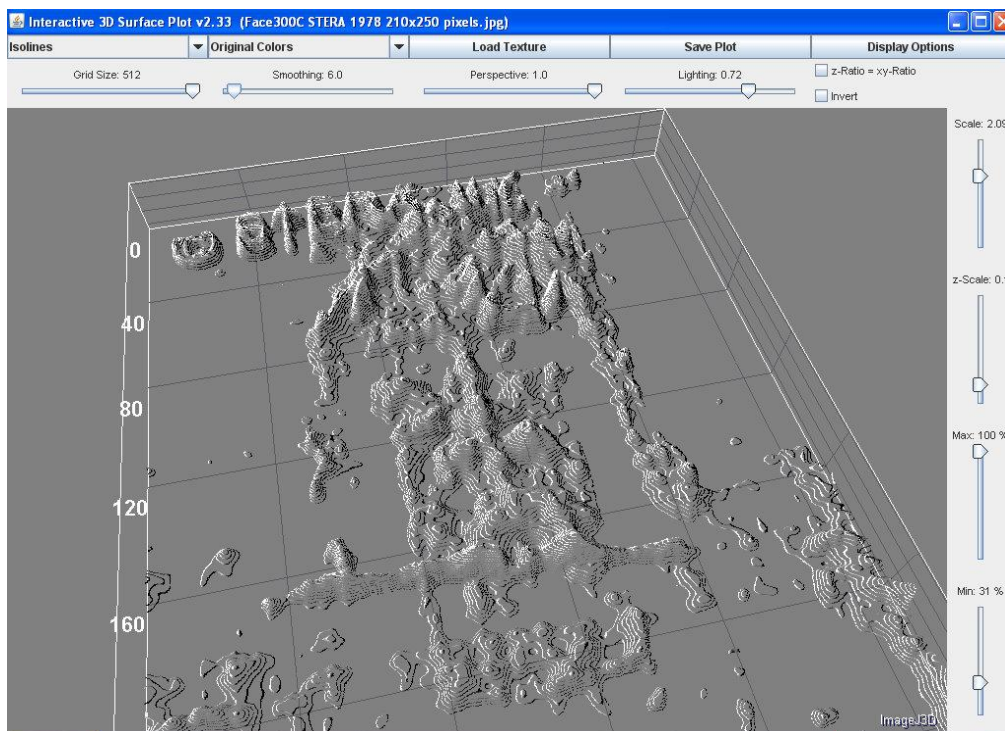 Interactive 3D Surface Plot v2.33 (Face300C STERA 1978 210x250 pixels.jpg)
Isolines Original Colors Load Texture Save Plot Display Options
Grid Size: 512 Smoothing: 6.0 Perspective: 1.0 Lighting: 0.72 z-Ratio = xy-Ratio
Invert
Scale: 2.09
0
z-Scale: 0.
40
80
Max: 100 %
120
Min: 31 %
160
ImageJ3D